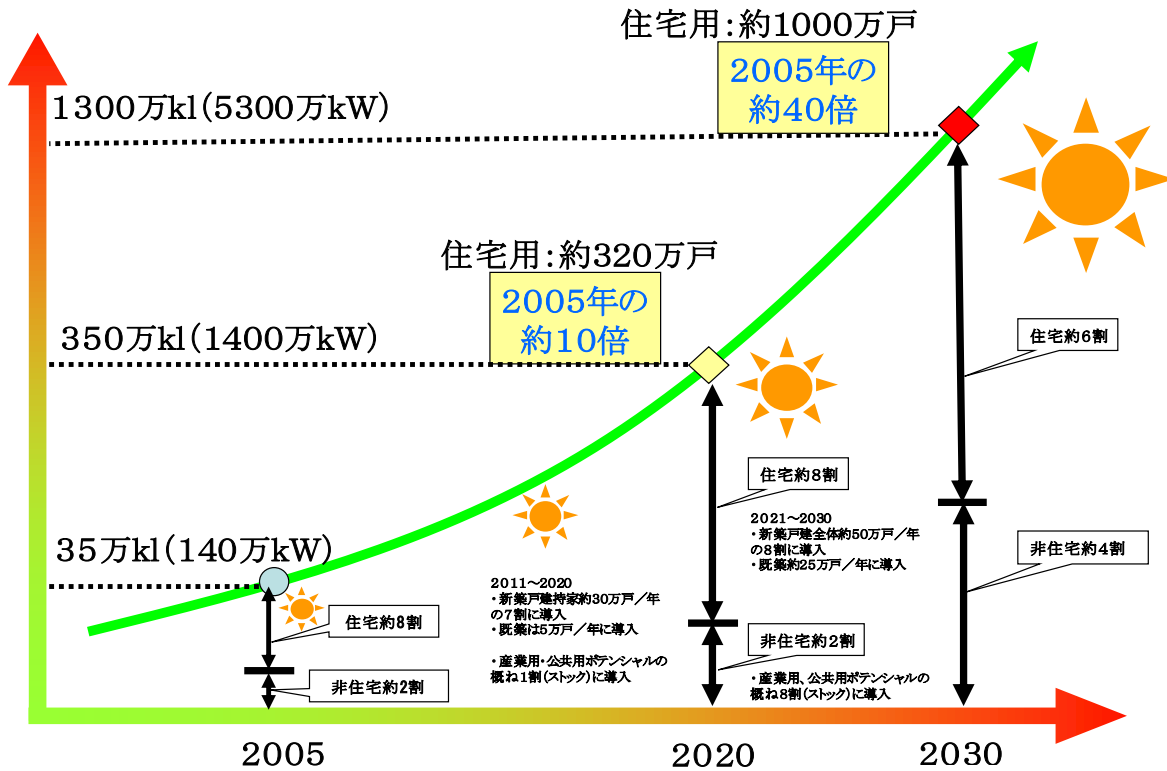 住宅用：約1000万戸
2005年の
約40倍
1300万kl（5300万kW）
住宅用：約320万戸
2005年の
約10倍
350万kl（1400万kW）
住宅約6割
住宅約8割
2021～2030
・新築戸建全体約50万戸／年
の8割に導入
・既築約25万戸／年に導入
非住宅約4割
35万kl（140万kW）
2011～2020
・新築戸建持家約30万戸／年
の7割に導入
・既築は5万戸／年に導入
・産業用・公共用ポテンシャルの
概ね1割（ストック）に導入
住宅約8割
非住宅約2割
・産業用、公共用ポテンシャルの
概ね8割（ストック）に導入
非住宅約2割
2005
2020
2030